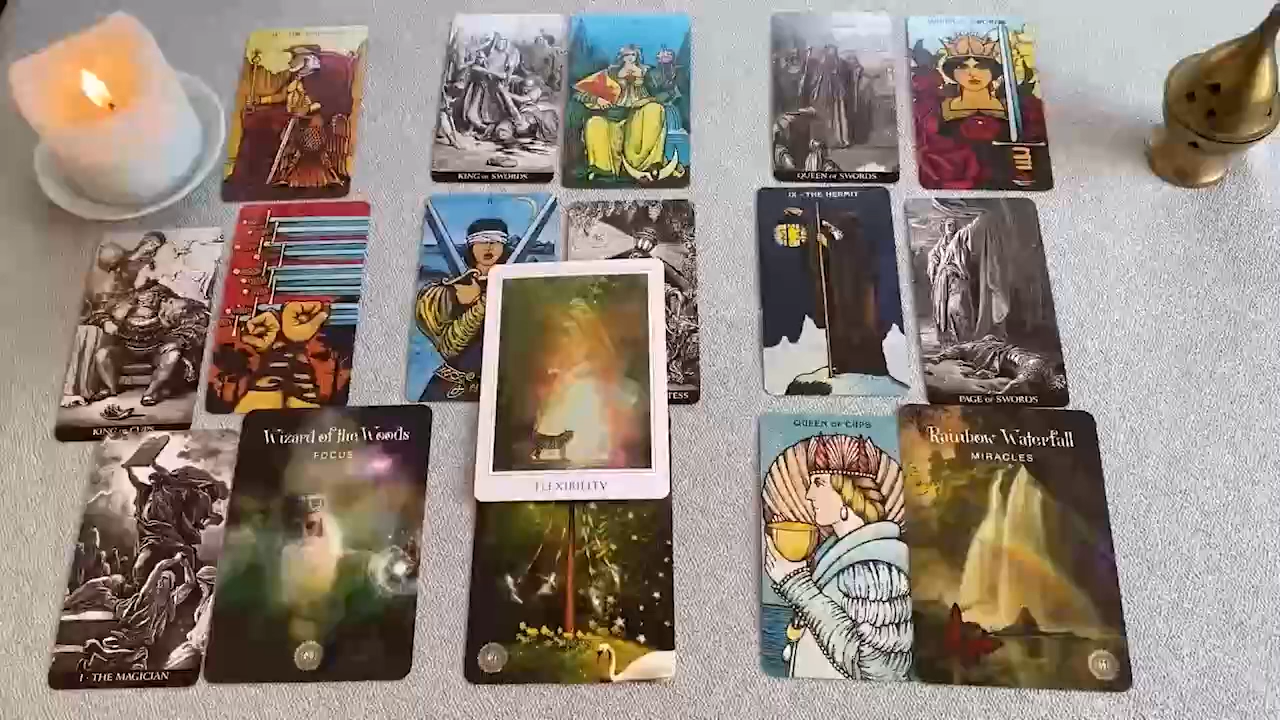 KING OF SWORDS
QUEEN OF SWORDS
II
IX · THE HERMIT
KING OF CUPS
PAGE OF SWORDS
Wizard of the Woods
FOCUS
FLEXIBILITY
QUEEN OF CUPS
Rainbow Waterfall
MIRACLES
I · THE MAGICIAN